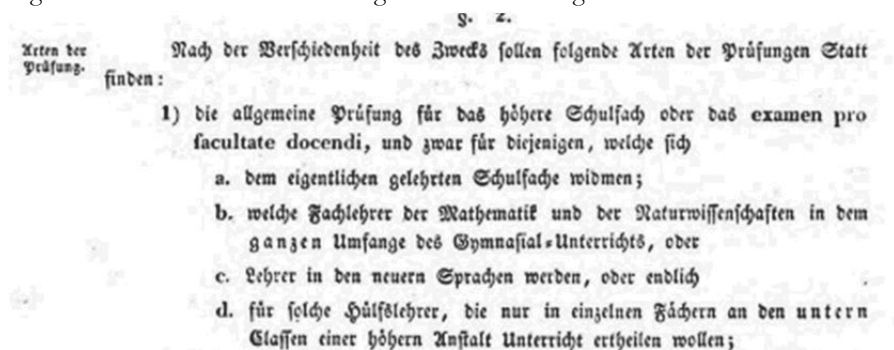 §. 2.
Arten der
Prüfung.
Nach der Verschiedenheit des Zwecks sollen folgende Arten der Prüfungen Statt
finden:
1) die allgemeine Prüfung für das höhere Schulfach oder das examen pro
facultate docendi, und zwar für diejenigen, welche sich
a. dem eigentlichen gelehrten Schulfache widmen;
b. welche Fachlehrer der Mathematik und der Naturwissenschaften in dem
ganzen Umfange des Gymnasial-Unterrichts, oder
c. Lehrer in den neuern Sprachen werden, oder endlich
d. für solche Hülfslehrer, die nur in einzelnen Fächern an den untern
Classen einer höhern Anstalt Unterricht ertheilen wollen;